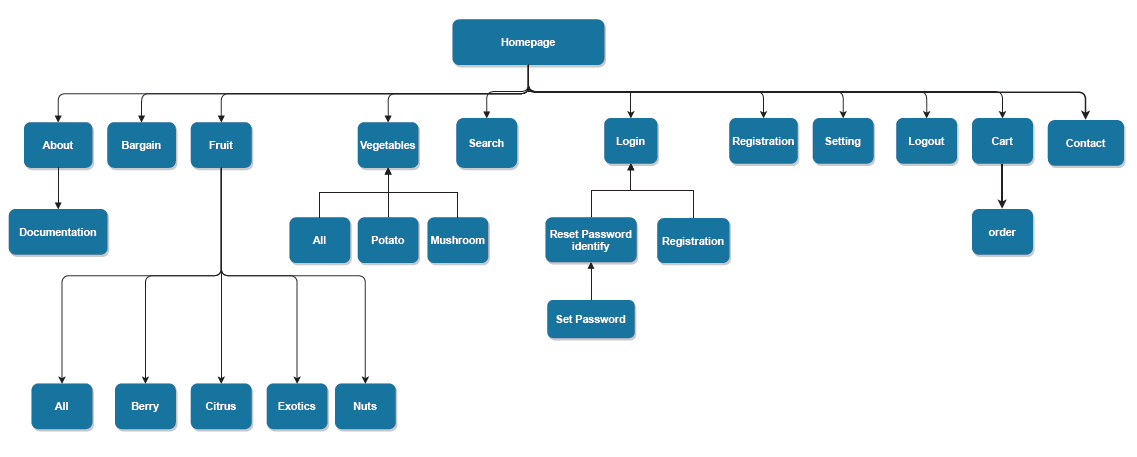 Homepage
About
Bargain
Fruit
Vegetables
Search
Login
Registration
Setting
Logout
Cart
Contact
Documentation
All
Potato
Mushroom
Reset Password
identify
Registration
order
Set Password
All
Berry
Citrus
Exotics
Nuts